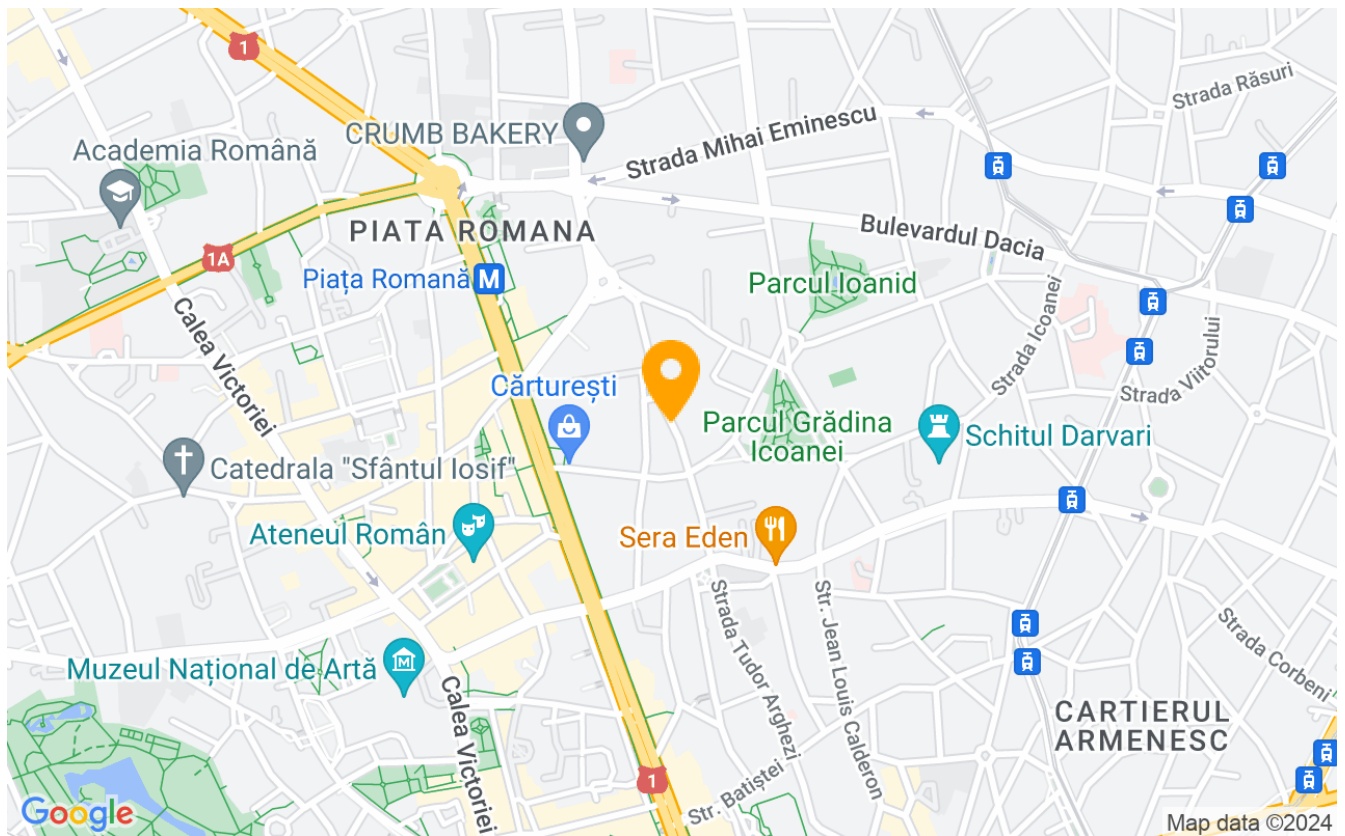 1
Strada Răsuri
CRUMB BAKERY
Strada Mihai Eminescu
Academia Română
PIATA ROMANA
Bulevardul Dacia
1A
Piața Romană M
Parcul Ioanid
Strada Icoanei
Calea Victoriei
Strada Viitorului
Cărturești
Parcul Grădina
Icoanei
Schitul Darvari
Catedrala "Sfântul Iosif"
Ateneul Român
Sera Eden
Strada Tudor Arghezi
Str. Jean Louis Calderon
Strada Corbeni
Muzeul Național de Artă
M
Calea Victoriei
CARTIERUL
ARMENESC
1
Str. Batiștei
Google
Map data ©2024